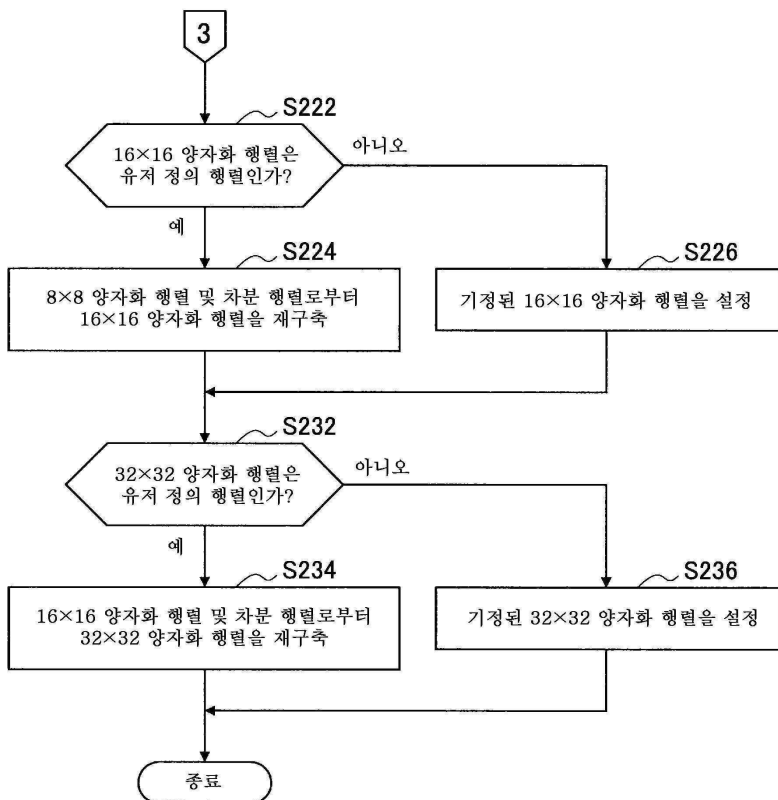 3
S222
16×16 양자화 행렬은
유저 정의 행렬인가?
아니오
예
S224
8×8 양자화 행렬 및 차분 행렬로부터
16×16 양자화 행렬을 재구축
S226
기정된 16×16 양자화 행렬을 설정
S232
32×32 양자화 행렬은
유저 정의 행렬인가?
아니오
예
S234
16×16 양자화 행렬 및 차분 행렬로부터
32×32 양자화 행렬을 재구축
S236
기정된 32×32 양자화 행렬을 설정
종료